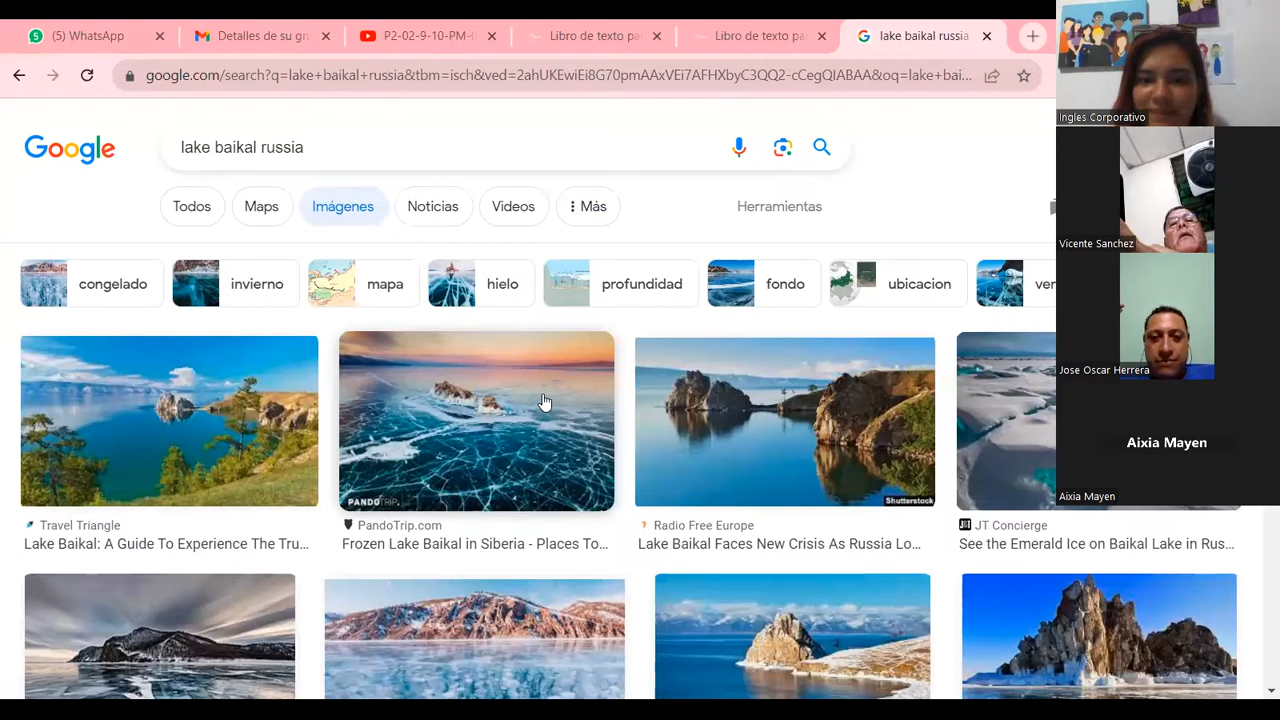 (5) WhatsApp
Detalles de su gr
P2-02-9-10-PM-
Libro de texto pa
Libro de texto pa
lake baikal russia
google.com/search?q=lake+baikal+russia&tbm=isch&ved=2ahUKEwiEi8G70pmAAxVEi7AFHXbyC3QQ2-cCegQIABAA&oq=lake+bai...
Google
lake baikal russia
Todos
Maps
Imágenes
Noticias
Videos
Más
Herramientas
congelado
invierno
mapa
hielo
profundidad
fondo
ubicacion
ver
PANDOTRIP
Shutterstock
Travel Triangle
Lake Baikal: A Guide To Experience The Tru...
PandoTrip.com
Frozen Lake Baikal in Siberia - Places To...
Radio Free Europe
Lake Baikal Faces New Crisis As Russia Lo...
JT Concierge
See the Emerald Ice on Baikal Lake in Rus...
Ingles Corporativo
Vicente Sanchez
Jose Oscar Herrera
Aixia Mayen
Aixia Mayen